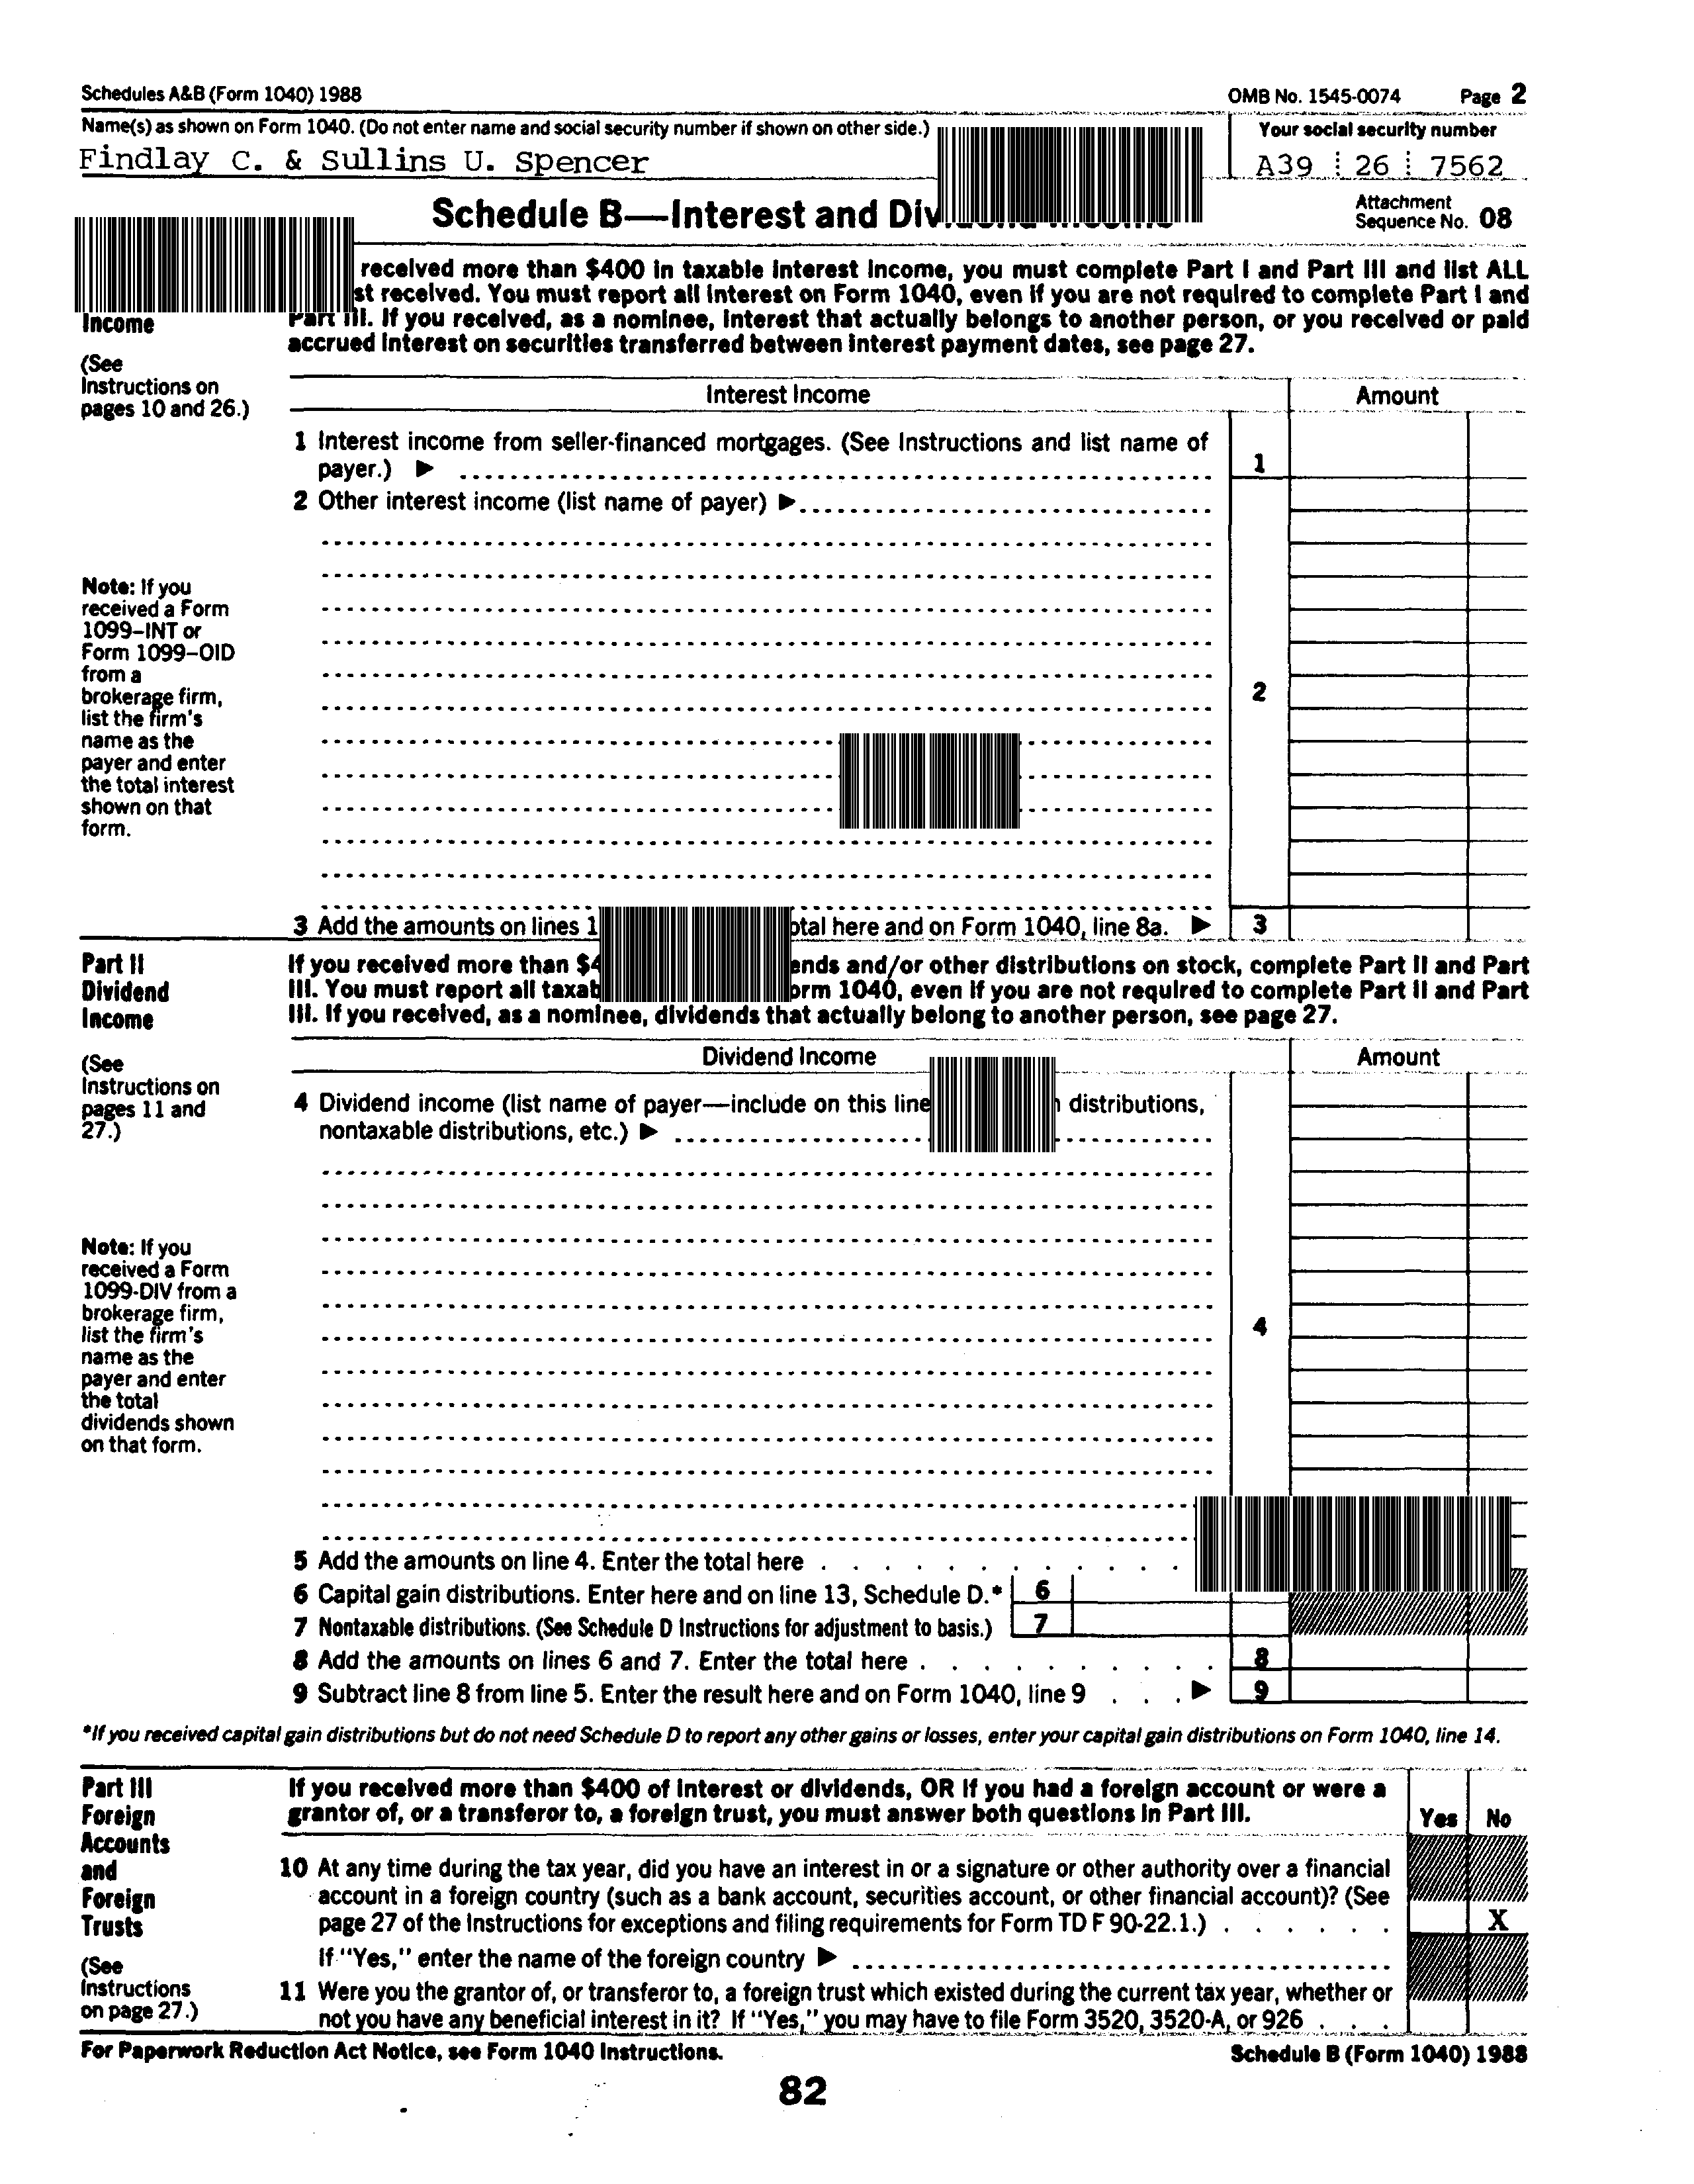 Schedules A&B (Form 1040) 1988 OMB No. 1545-0074 Page 2
Name(s) as shown on Form 1040. (Do not enter name and social security number if shown on other side.) Your social security number
Findlay C. & Sullins U. Spencer A39 26 7562
Schedule B—Interest and Attachment
Sequence No. 08
received more than $400 in taxable interest income, you must complete Part I and Part III and list ALL
received. You must report all interest on Form 1040, even if you are not required to complete Part I and
Income Part III. If you received, as a nominee, interest that actually belongs to another person, or you received or paid
accrued interest on securities transferred between interest payment dates, see page 27.
(See
Instructions on
pages 10 and 26.)
Interest Income Amount
1 Interest income from seller-financed mortgages. (See Instructions and list name of
payer.) ▶ 1
2 Other interest income (list name of payer) ▶
Note: If you
received a Form
1099–INT or
Form 1099–OID
from a
brokerage firm,
list the firm's
name as the
payer and enter
the total interest
shown on that
form.
2
3 Add the amounts on lines 1 here and on Form 1040, line 8a. ▶ 3
Part II
Dividend
Income
If you received more than and/or other distributions on stock, complete Part II and Part
III. You must report all 1040, even if you are not required to complete Part II and Part
III. If you received, as a nominee, dividends that actually belong to another person, see page 27.
(See
Instructions on
pages 11 and
27.)
Dividend Income Amount
4 Dividend income (list name of payer—include on this line distributions,
nontaxable distributions, etc.) ▶
Note: If you
received a Form
1099-DIV from a
brokerage firm,
list the firm's
name as the
payer and enter
the total
dividends shown
on that form.
4
5 Add the amounts on line 4. Enter the total here
6 Capital gain distributions. Enter here and on line 13, Schedule D.* 6
7 Nontaxable distributions. (See Schedule D Instructions for adjustment to basis.) 7
8 Add the amounts on lines 6 and 7. Enter the total here 8
9 Subtract line 8 from line 5. Enter the result here and on Form 1040, line 9 ▶ 9
*If you received capital gain distributions but do not need Schedule D to report any other gains or losses, enter your capital gain distributions on Form 1040, line 14.
Part III
Foreign
Accounts
and
Foreign
Trusts
(See
Instructions
on page 27.)
If you received more than $400 of interest or dividends, OR if you had a foreign account or were a
grantor of, or a transferor to, a foreign trust, you must answer both questions in Part III. Yes No
10 At any time during the tax year, did you have an interest in or a signature or other authority over a financial
account in a foreign country (such as a bank account, securities account, or other financial account)? (See
page 27 of the Instructions for exceptions and filing requirements for Form TD F 90-22.1.) X
If "Yes," enter the name of the foreign country ▶
11 Were you the grantor of, or transferor to, a foreign trust which existed during the current tax year, whether or
not you have any beneficial interest in it? If "Yes," you may have to file Form 3520, 3520-A, or 926
For Paperwork Reduction Act Notice, see Form 1040 Instructions. Schedule B (Form 1040) 1988
82